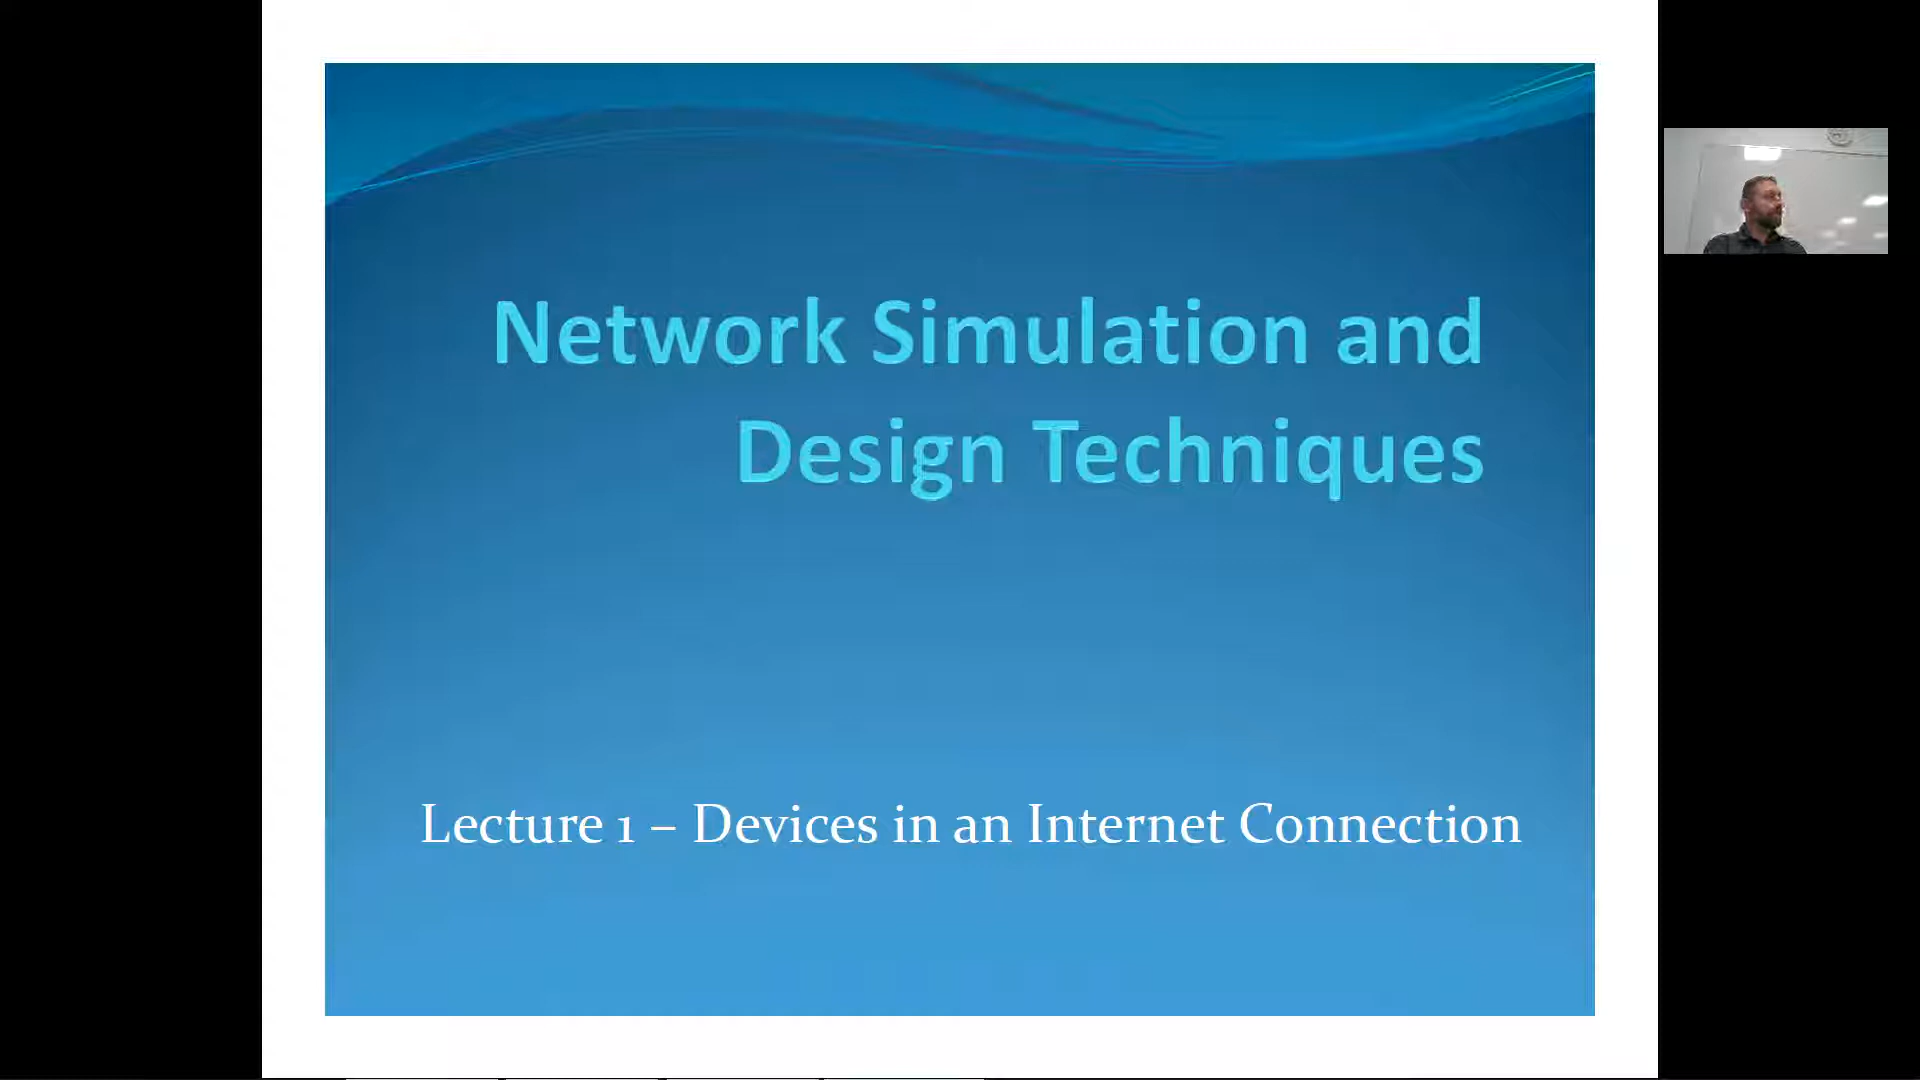 Network Simulation and
Design Techniques
Lecture 1 – Devices in an Internet Connection